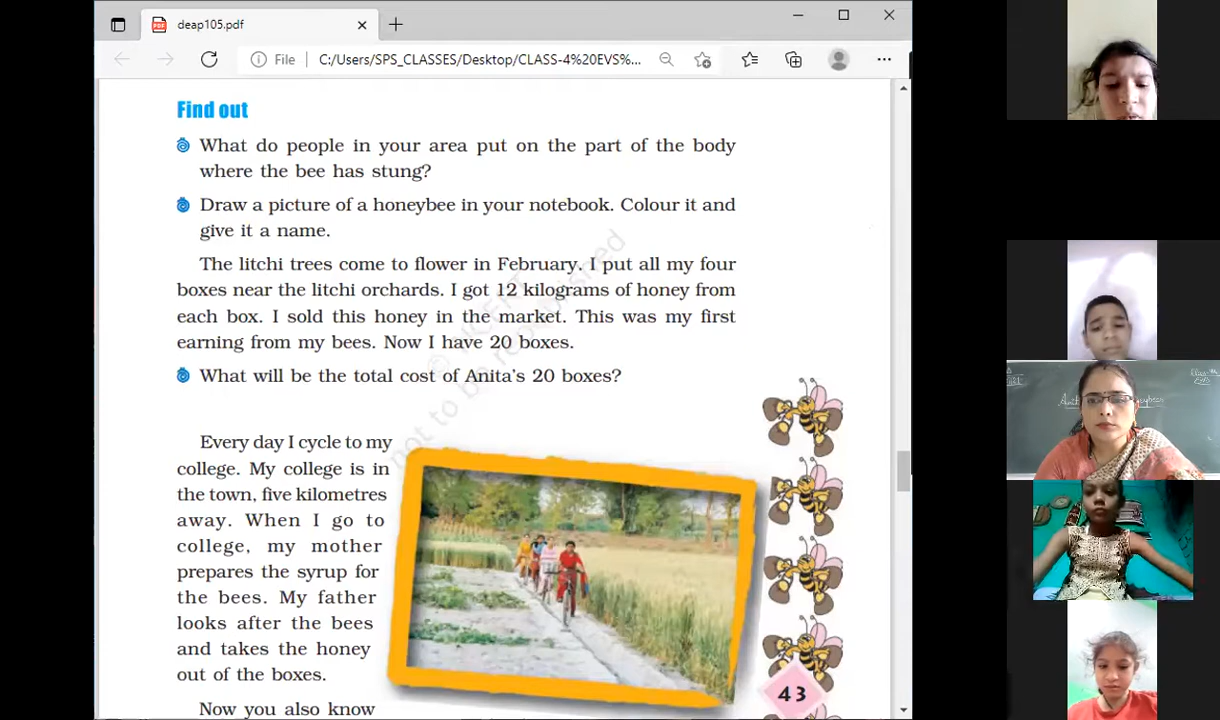 deap105.pdf
File C:/Users/SPS_CLASSES/Desktop/CLASS-4%20EVS%...
Find out
What do people in your area put on the part of the body
where the bee has stung?
Draw a picture of a honeybee in your notebook. Colour it and
give it a name.
The litchi trees come to flower in February. I put all my four
boxes near the litchi orchards. I got 12 kilograms of honey from
each box. I sold this honey in the market. This was my first
earning from my bees. Now I have 20 boxes.
What will be the total cost of Anita's 20 boxes?
Every day I cycle to my
college. My college is in
the town, five kilometres
away. When I go to
college, my mother
prepares the syrup for
the bees. My father
looks after the bees
and takes the honey
out of the boxes.
Now you also know
43
© NCERT
not to be republished